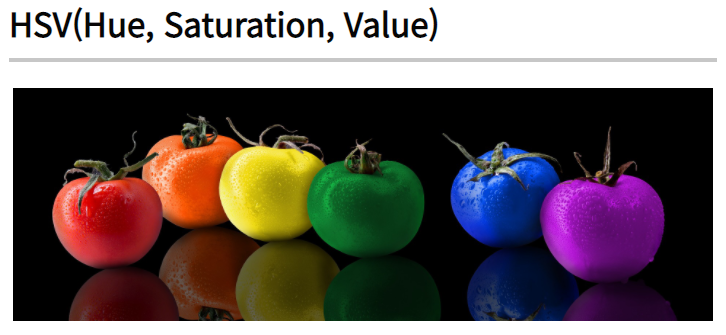 HSV(Hue, Saturation, Value)